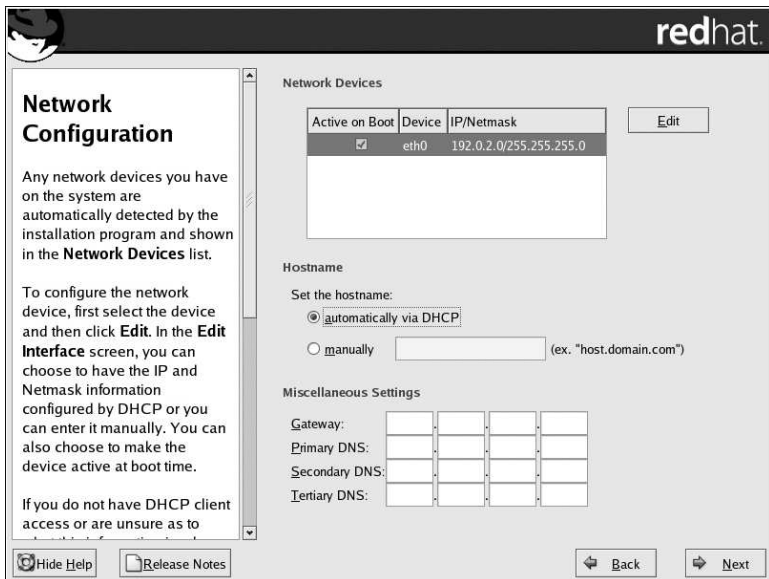 redhat.
Network
Configuration
Any network devices you have
on the system are
automatically detected by the
installation program and shown
in the Network Devices list.
To configure the network
device, first select the device
and then click Edit. In the Edit
Interface screen, you can
choose to have the IP and
Netmask information
configured by DHCP or you
can enter it manually. You can
also choose to make the
device active at boot time.
If you do not have DHCP client
access or are unsure as to
Network Devices
Active on Boot Device IP/Netmask
eth0 192.0.2.0/255.255.255.0
Edit
Hostname
Set the hostname:
automatically via DHCP
manually (ex. "host.domain.com")
Miscellaneous Settings
Gateway: . . .
Primary DNS: . . .
Secondary DNS: . . .
Tertiary DNS: . . .
Hide Help Release Notes Back Next